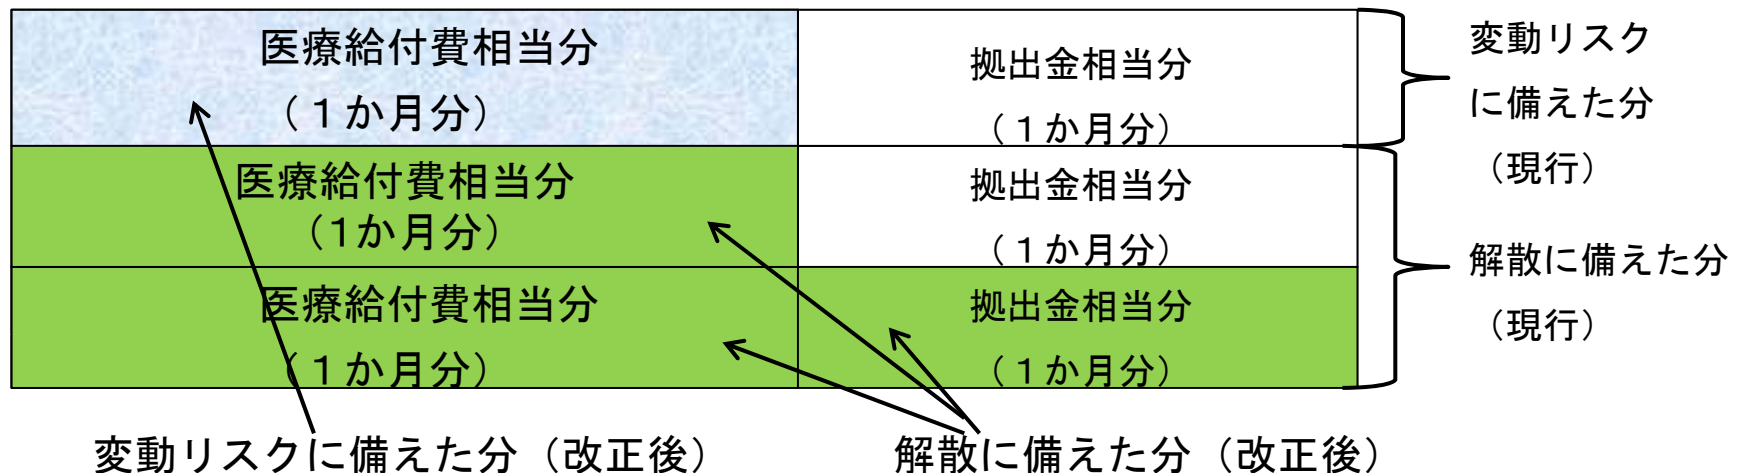 医療給付費相当分
（１か月分）
拠出金相当分
（１か月分）
変動リスク
に備えた分
（現行）
医療給付費相当分
（1か月分）
拠出金相当分
（１か月分）
医療給付費相当分
（１か月分）
拠出金相当分
（１か月分）
解散に備えた分
（現行）
変動リスクに備えた分（改正後）
解散に備えた分（改正後）